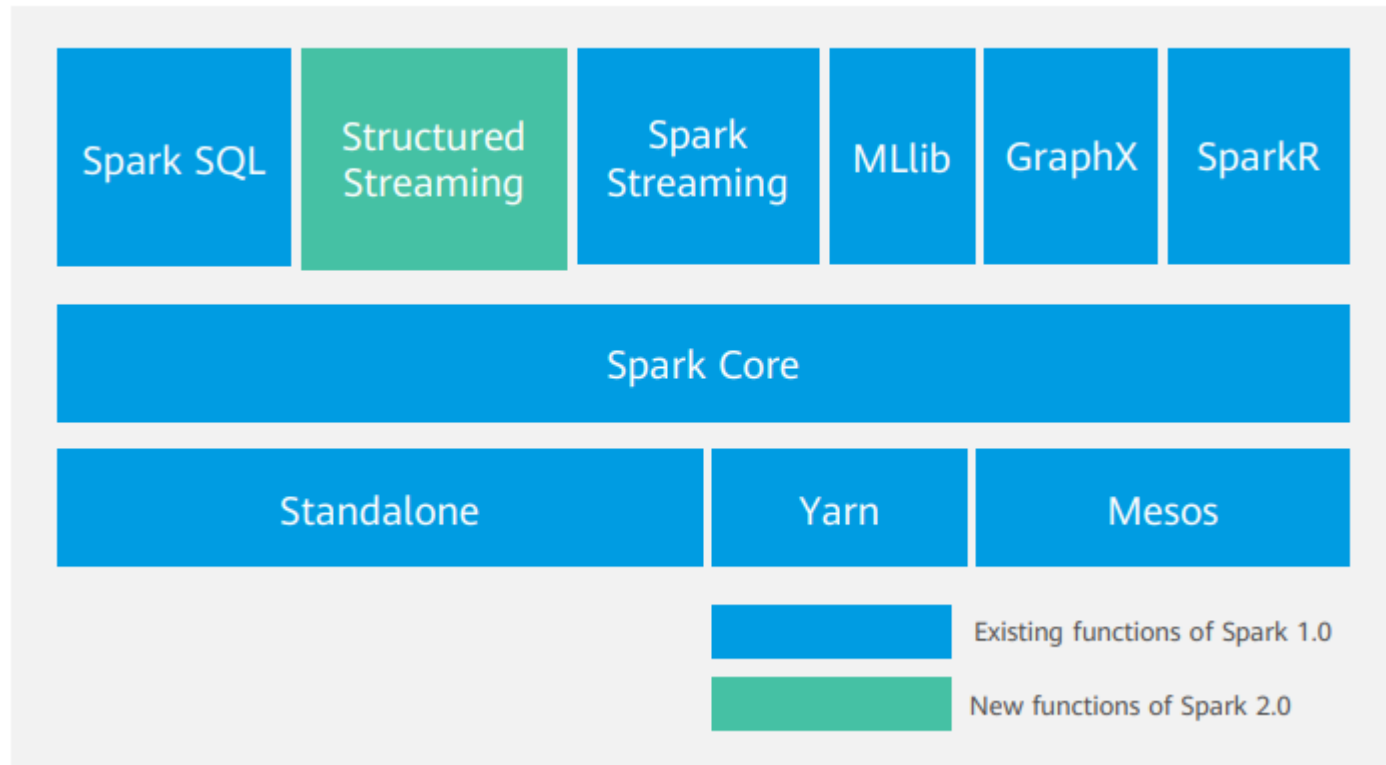 Spark SQL
Structured
Streaming
Spark
Streaming
MLlib
GraphX
SparkR
Spark Core
Standalone
Yarn
Mesos
Existing functions of Spark 1.0
New functions of Spark 2.0